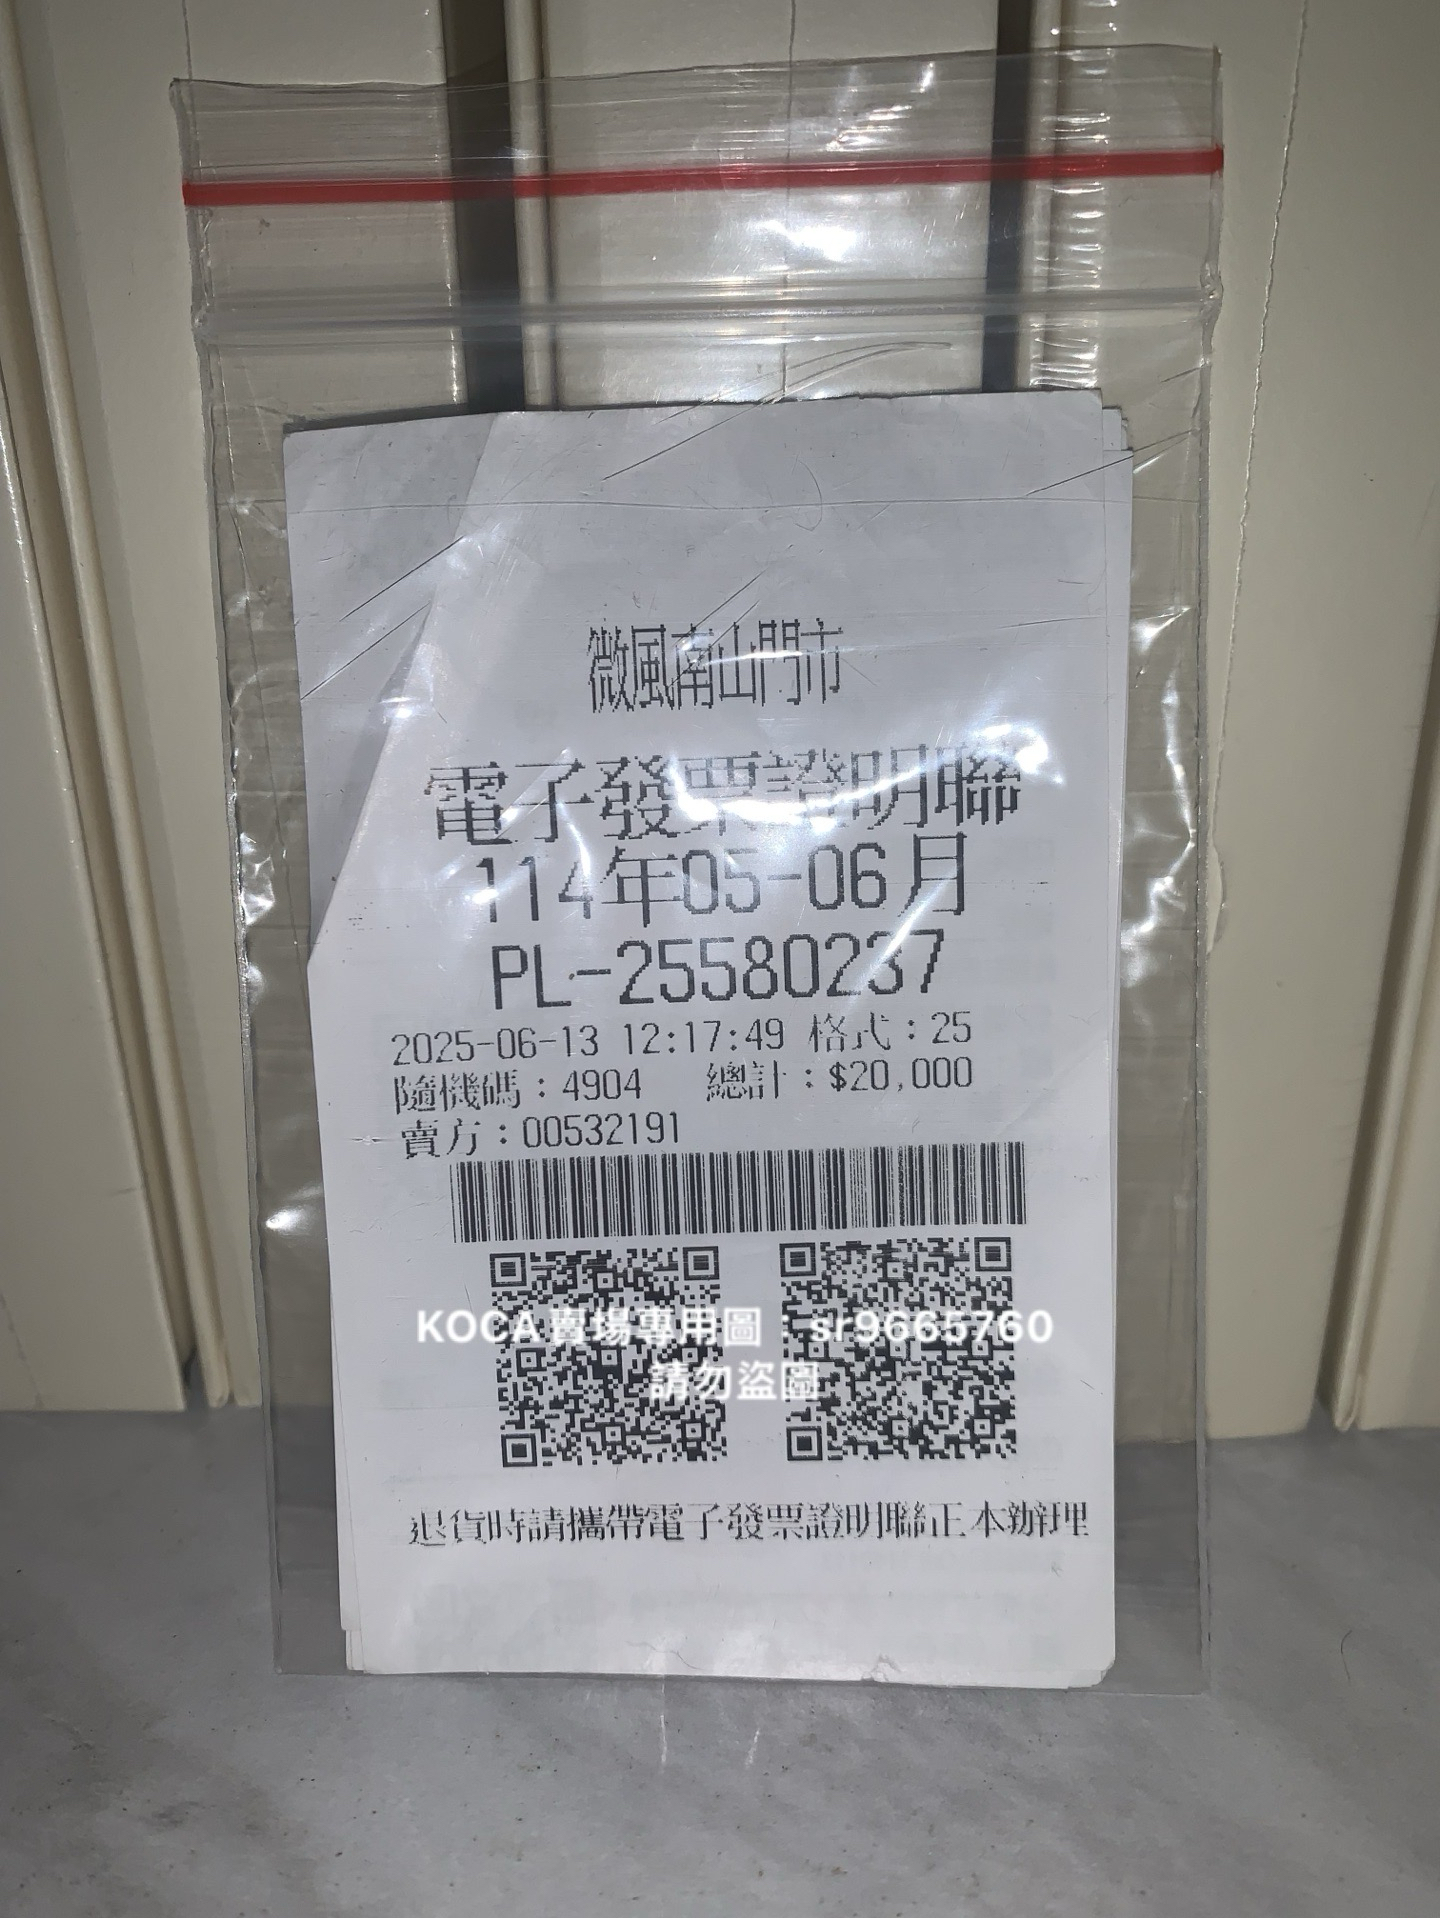 微風南山門市
電子發票證明聯
114年05-06月
PL-25580237
2025-06-13 12:17:49 格式：25
隨機碼：4904 總計：$20,000
賣方：00532191
KOCA賣場專用圖 sr9665760
請勿盜圖
退貨時請攜帶電子發票證明聯正本辦理